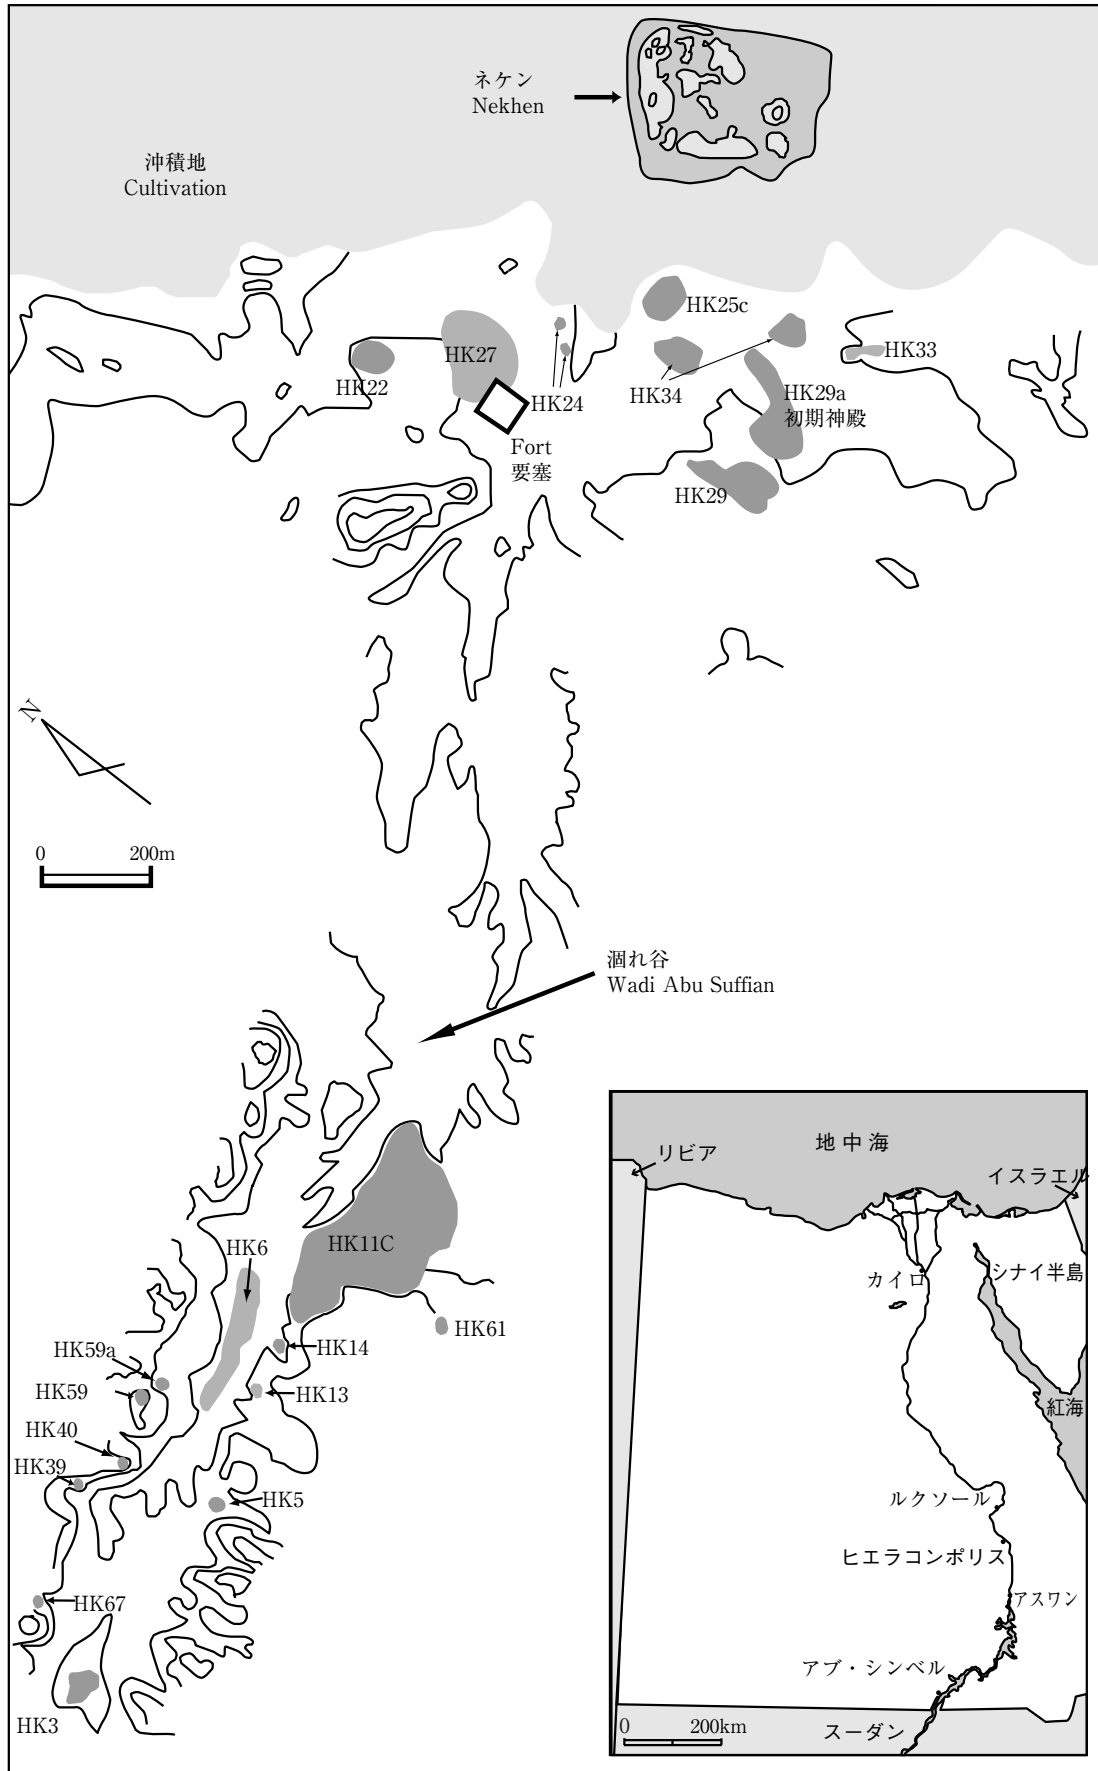 ネケン
Nekhen
沖積地
Cultivation
HK25c
HK27
HK33
HK22
HK24
HK34
HK29a
初期神殿
Fort
要塞
HK29
N
0 200m
涸れ谷
Wadi Abu Suffian
HK6
HK11C
HK61
HK14
HK59a
HK59
HK13
HK40
HK39
HK5
HK67
HK3
地中海
リビア
イスラエル
カイロ
シナイ半島
紅海
ルクソール
ヒエラコンポリス
アスワン
アブ・シンベル
0 200km
スーダン